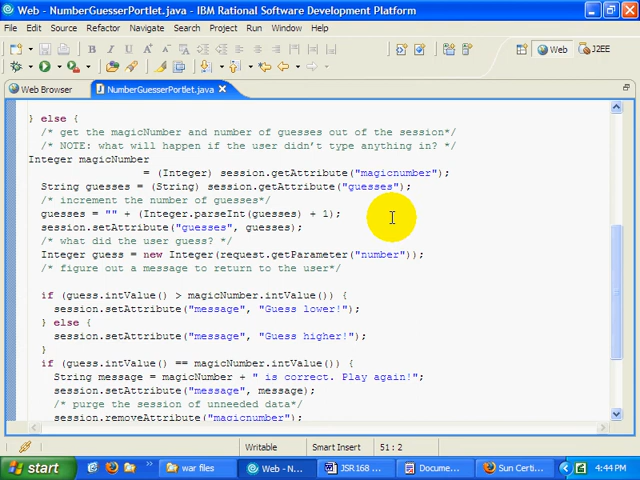 Web - NumberGuesserPortlet.java - IBM Rational Software Development Platform
File Edit Source Refactor Navigate Search Project Run Window Help
Web J2EE
Web Browser NumberGuesserPortlet.java
} else {
/* get the magicNumber and number of guesses out of the session*/
/* NOTE: what will happen if the user didn't type anything in? */
Integer magicNumber
= (Integer) session.getAttribute("magicnumber");
String guesses = (String) session.getAttribute("guesses");
/* increment the number of guesses*/
guesses = "" + (Integer.parseInt(guesses) + 1);
session.setAttribute("guesses", guesses);
/* what did the user guess? */
Integer guess = new Integer(request.getParameter("number"));
/* figure out a message to return to the user*/
if (guess.intValue() > magicNumber.intValue()) {
session.setAttribute("message", "Guess lower!");
} else {
session.setAttribute("message", "Guess higher!");
}
if (guess.intValue() == magicNumber.intValue()) {
String message = magicNumber + " is correct. Play again!";
session.setAttribute("message", message);
/* purge the session of unneeded data*/
session.removeAttribute("magicnumber");
Writable Smart Insert 51 : 2
start war files Web - N... JSR168 ... Docume... Sun Certif... 4:44 PM